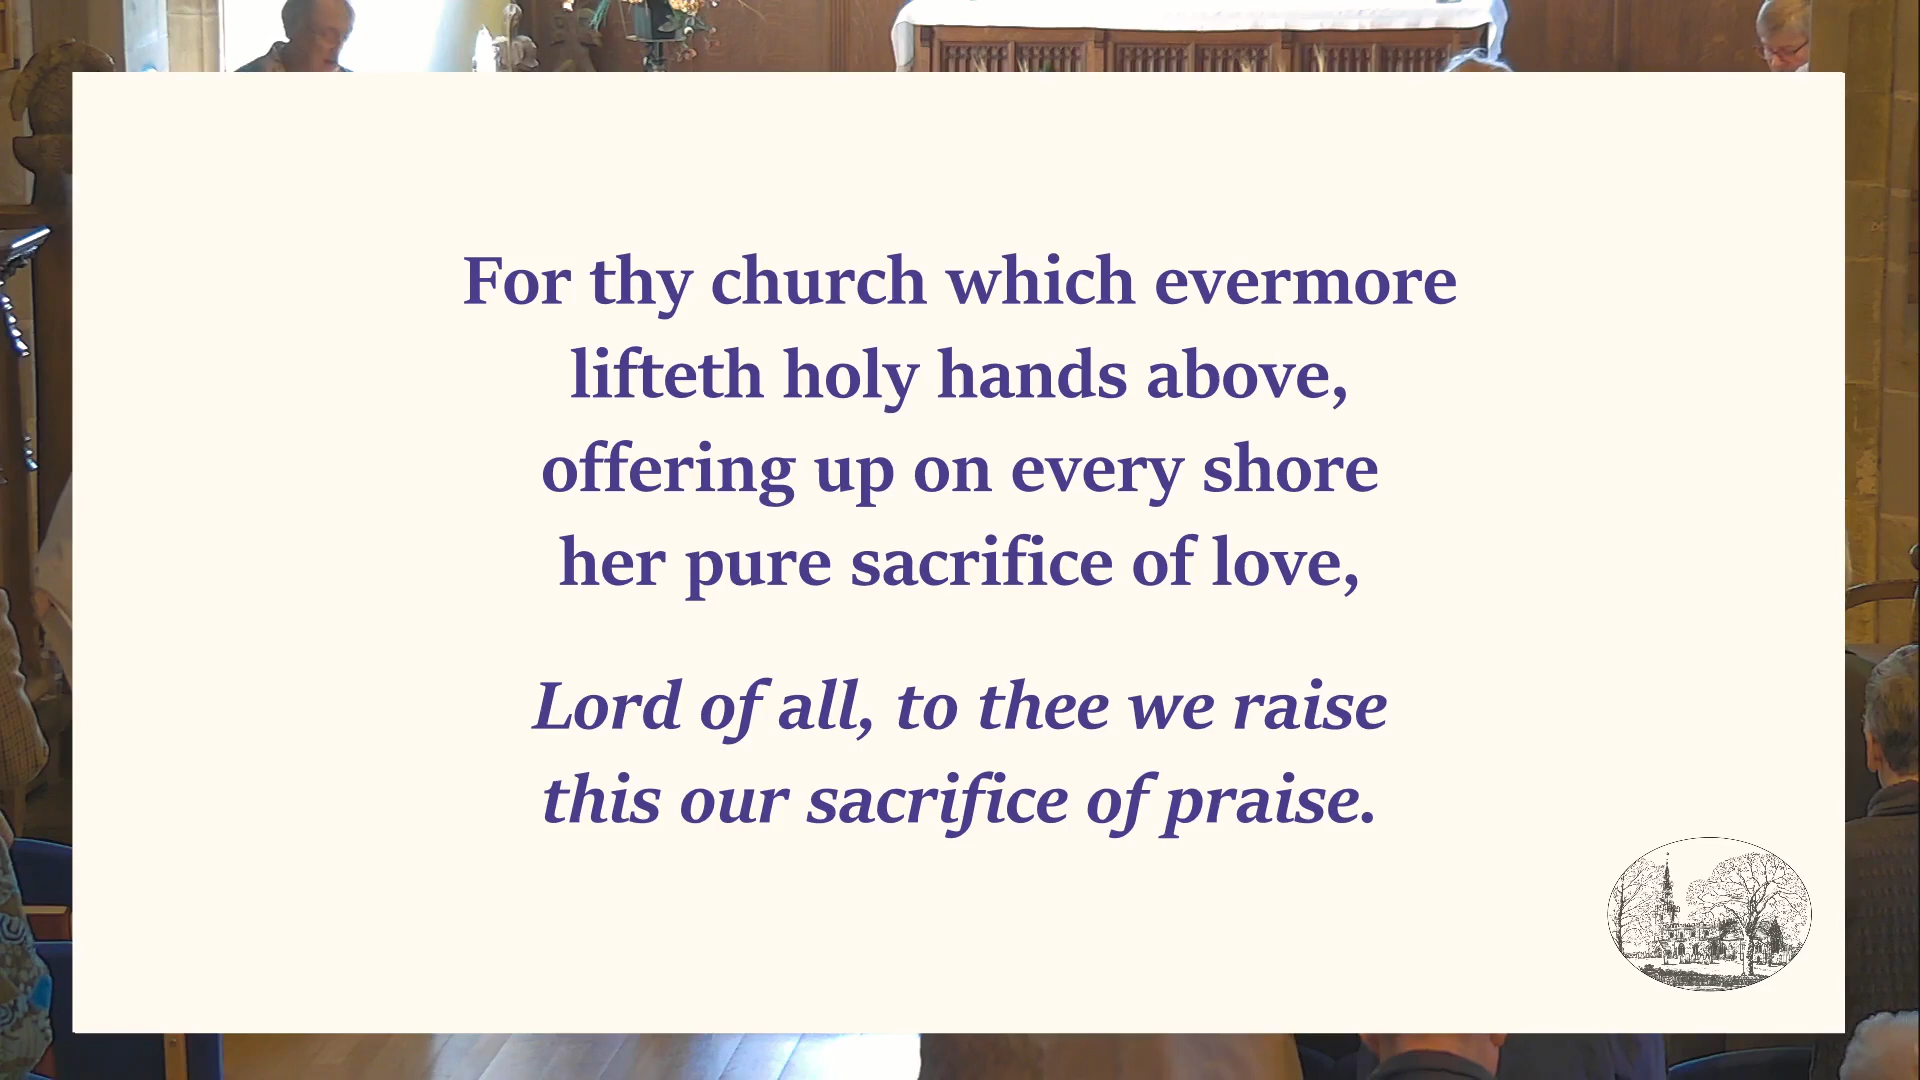 For thy church which evermore
lifteth holy hands above,
offering up on every shore
her pure sacrifice of love,
Lord of all, to thee we raise
this our sacrifice of praise.